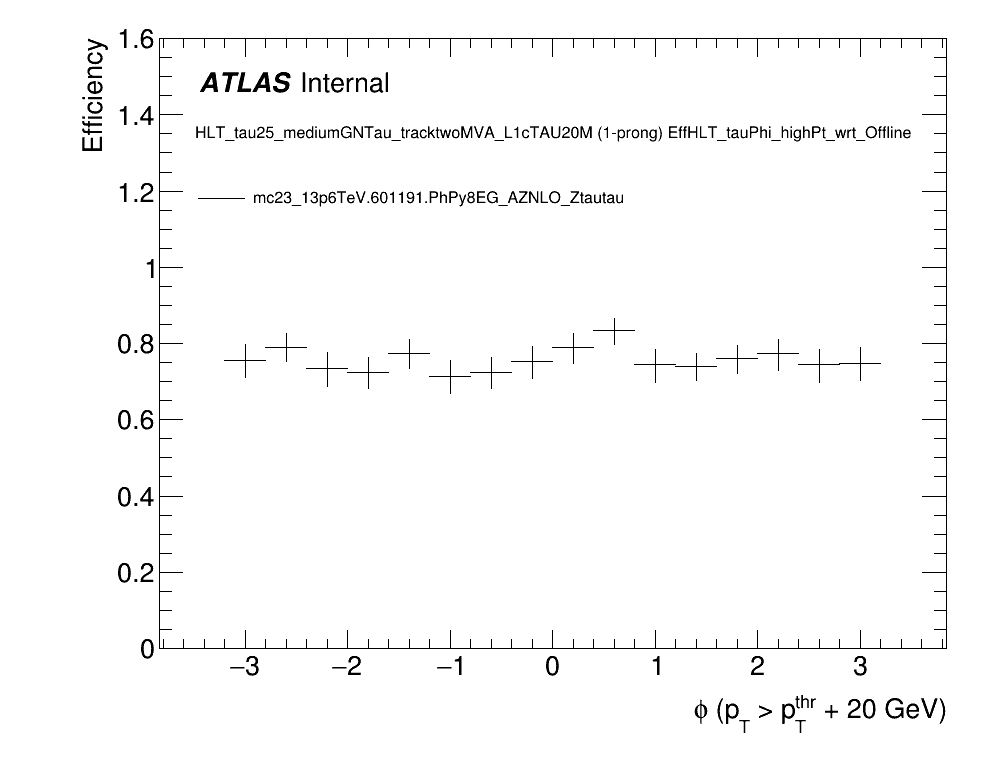 Efficiency
1.6
1.4
1.2
1
0.8
0.6
0.4
0.2
0
ATLAS Internal
HLT_tau25_mediumGNTau_tracktwoMVA_L1cTAU20M (1-prong) EffHLT_tauPhi_highPt_wrt_Offline
mc23_13p6TeV.601191.PhPy8EG_AZNLO_Ztautau
−3 −2 −1 0 1 2 3
ϕ (p_T > p_T^thr + 20 GeV)